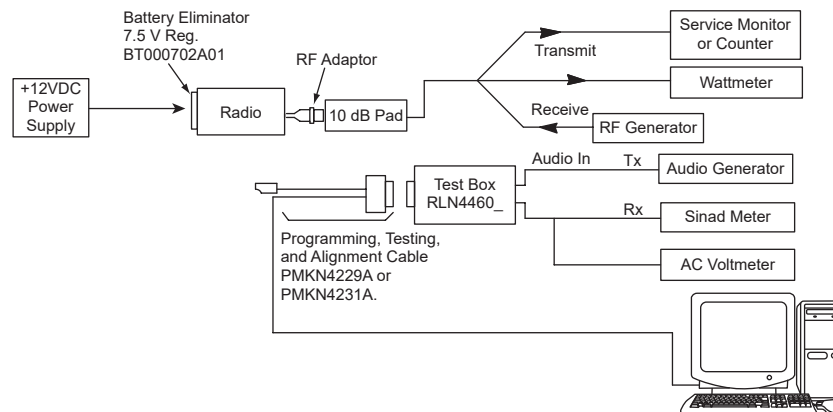 Battery Eliminator
7.5 V Reg.
BT000702A01
RF Adaptor
+12VDC
Power
Supply
Radio
10 dB Pad
Transmit
Service Monitor
or Counter
Wattmeter
Receive
RF Generator
Audio In
Tx
Audio Generator
Test Box
RLN4460_
Rx
Sinad Meter
AC Voltmeter
Programming, Testing,
and Alignment Cable
PMKN4229A or
PMKN4231A.